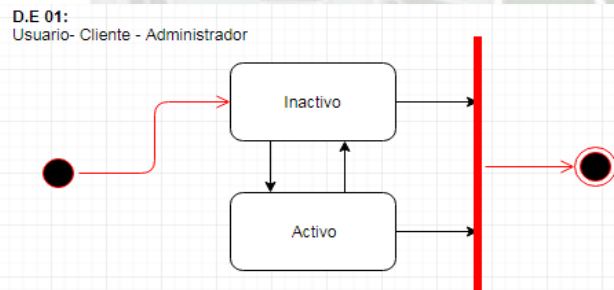 D.E 01:
Usuario- Cliente - Administrador
Inactivo
Activo